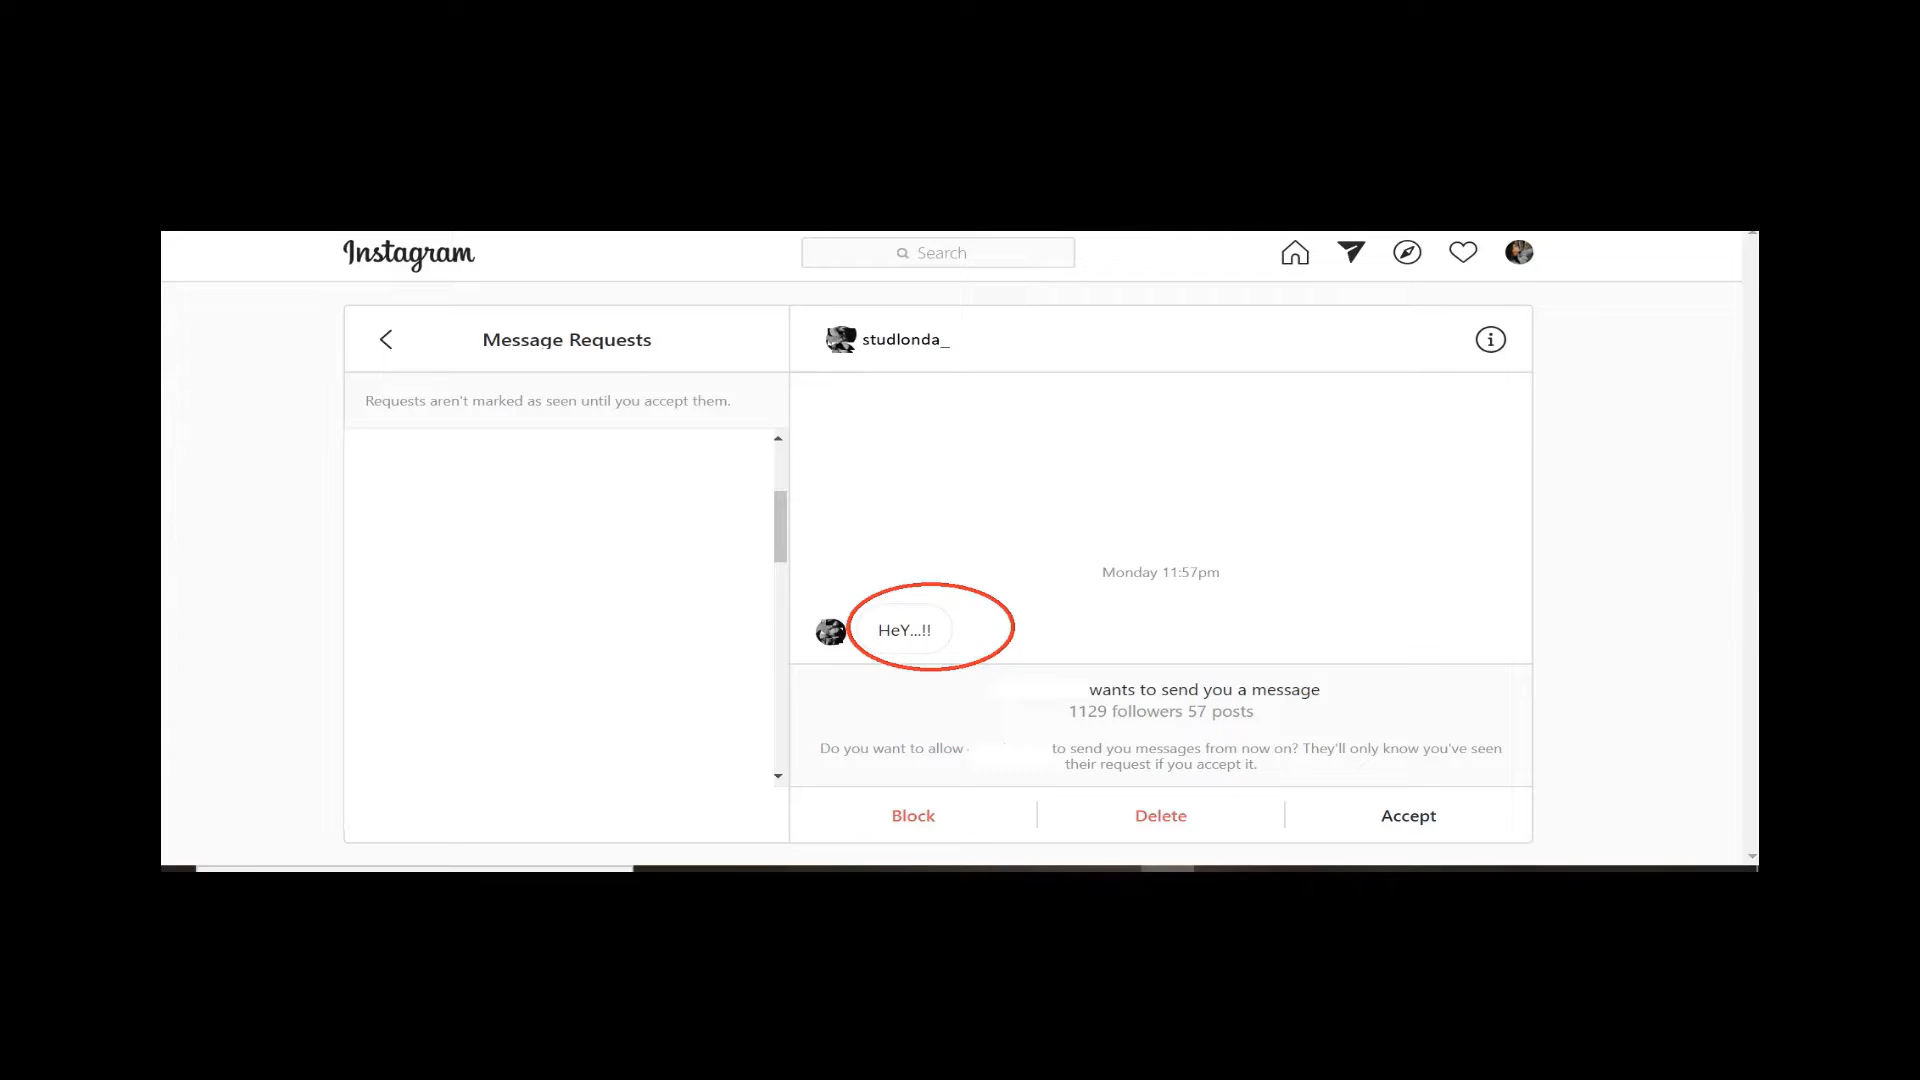 Instagram
Search
Message Requests
studlonda_
Requests aren't marked as seen until you accept them.
Monday 11:57pm
HeY...!!
wants to send you a message
1129 followers 57 posts
Do you want to allow to send you messages from now on? They'll only know you've seen
their request if you accept it.
Block
Delete
Accept